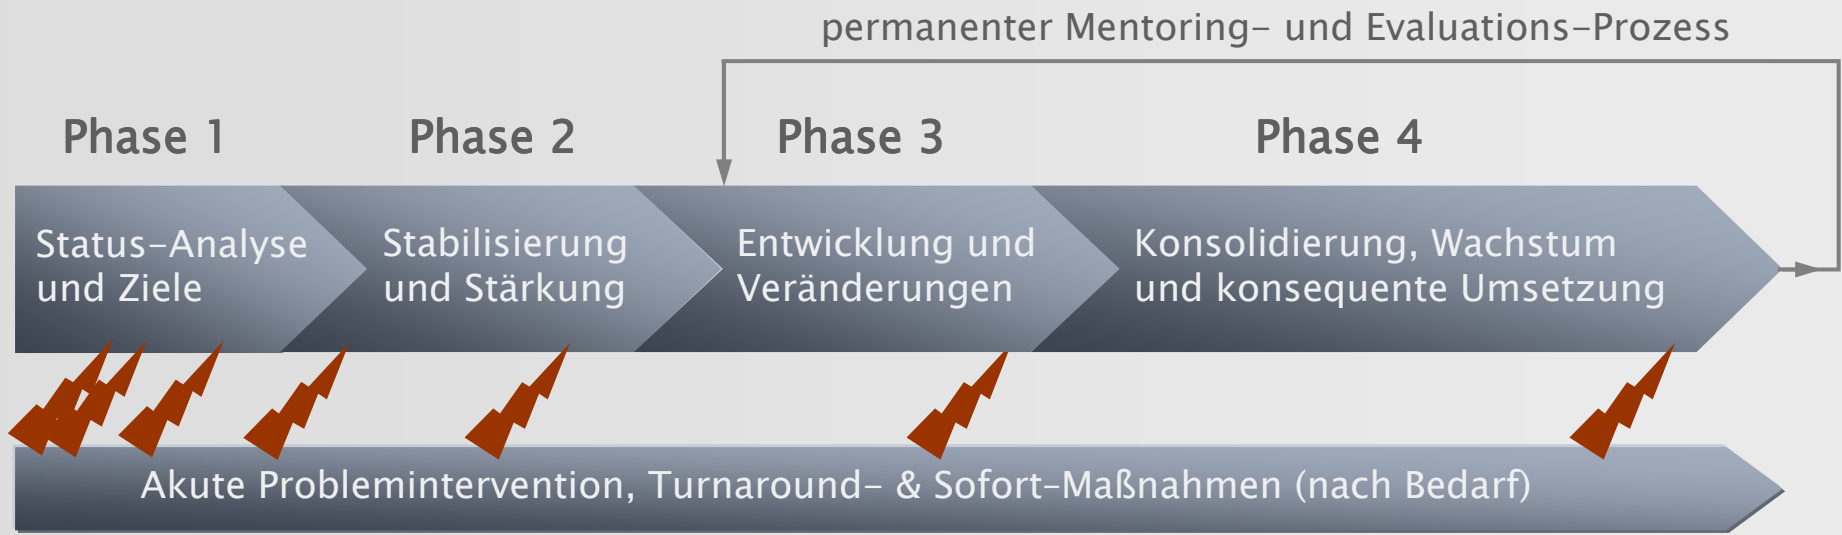 permanenter Mentoring- und Evaluations-Prozess
Phase 1
Phase 2
Phase 3
Phase 4
Status-Analyse
und Ziele
Stabilisierung
und Stärkung
Entwicklung und
Veränderungen
Konsolidierung, Wachstum
und konsequente Umsetzung
Akute Problemintervention, Turnaround- & Sofort-Maßnahmen (nach Bedarf)